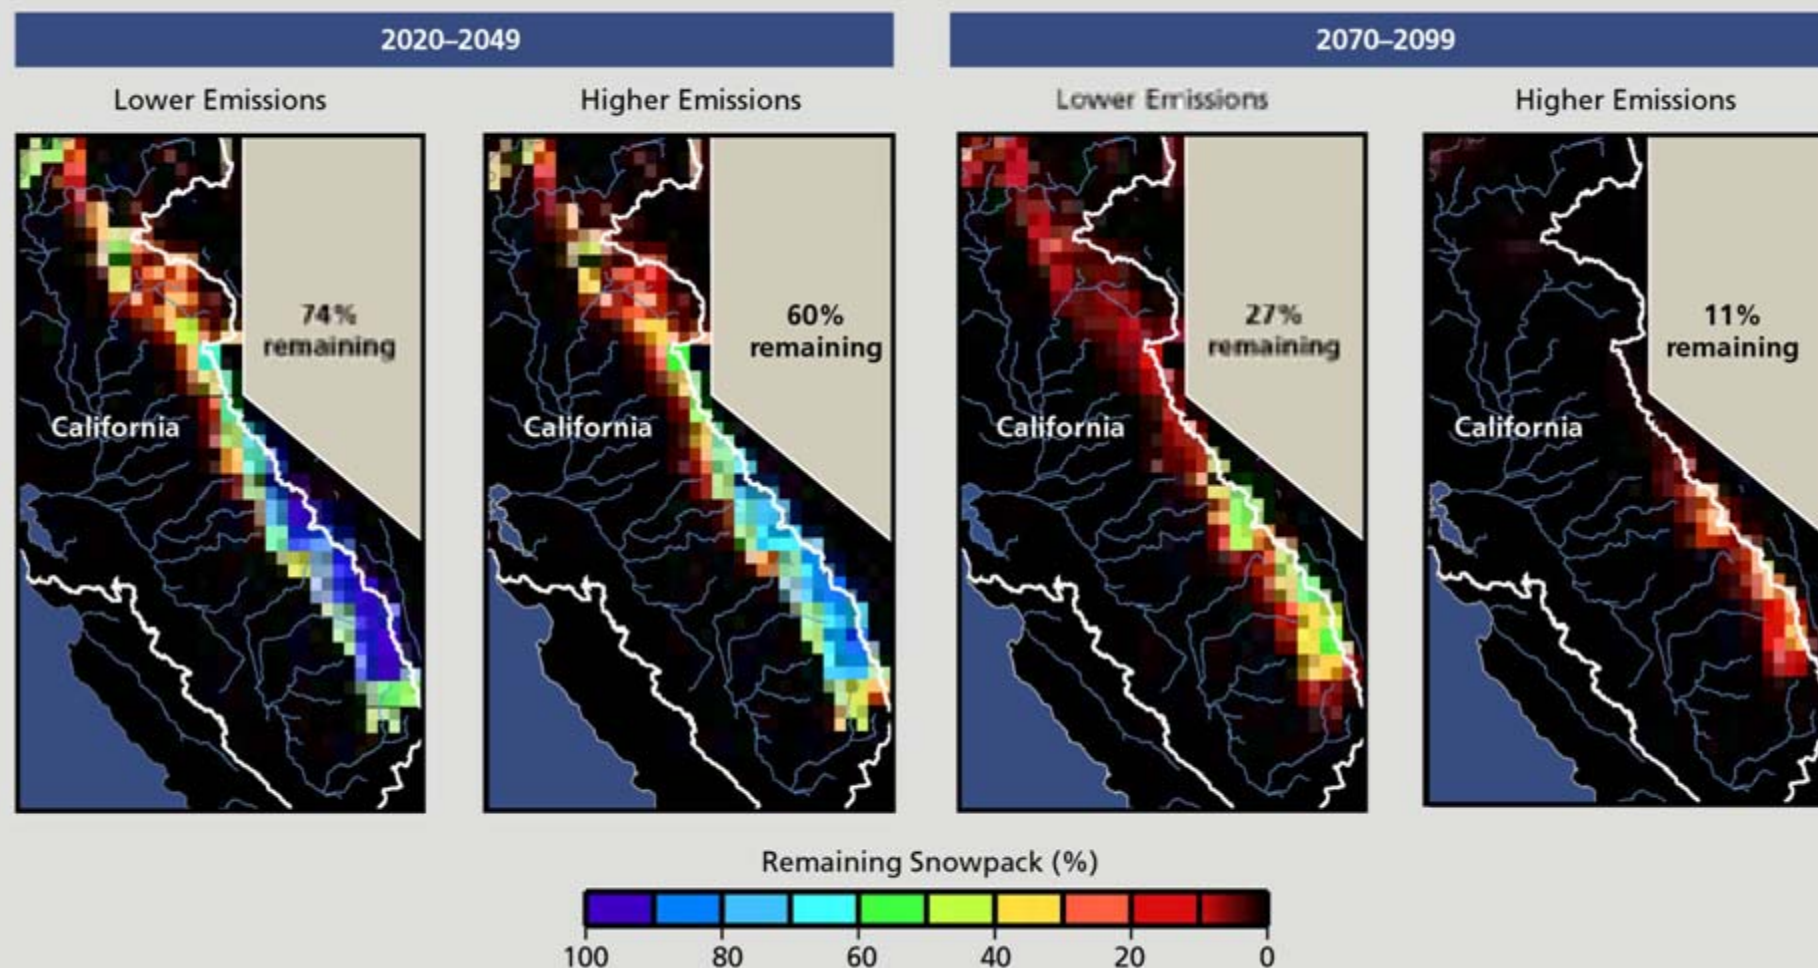 2020–2049
2070–2099
Lower Emissions
Higher Emissions
Lower Emissions
Higher Emissions
74%
remaining
60%
remaining
27%
remaining
11%
remaining
California
California
California
California
Remaining Snowpack (%)
100 80 60 40 20 0